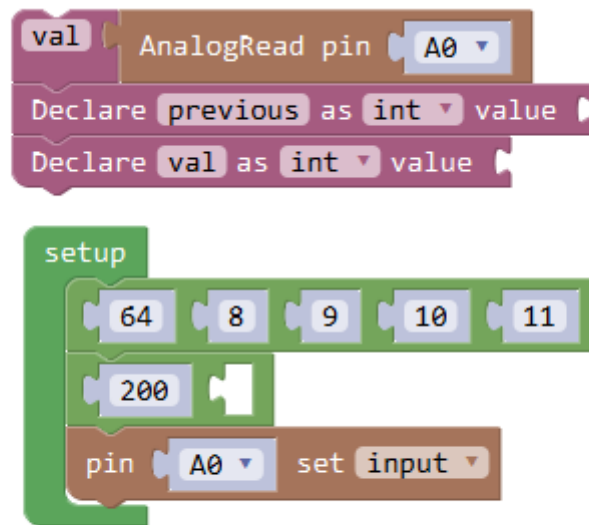 val AnalogRead pin A0
Declare previous as int value
Declare val as int value
setup
64 8 9 10 11
200
pin A0 set input